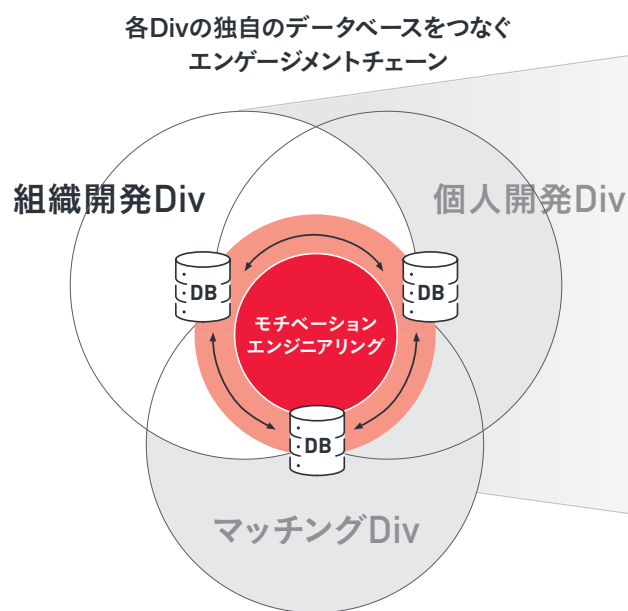 各Divの独自のデータベースをつなぐ
エンゲージメントチェーン
組織開発Div
個人開発Div
DB
DB
モチベーション
エンジニアリング
DB
マッチングDiv